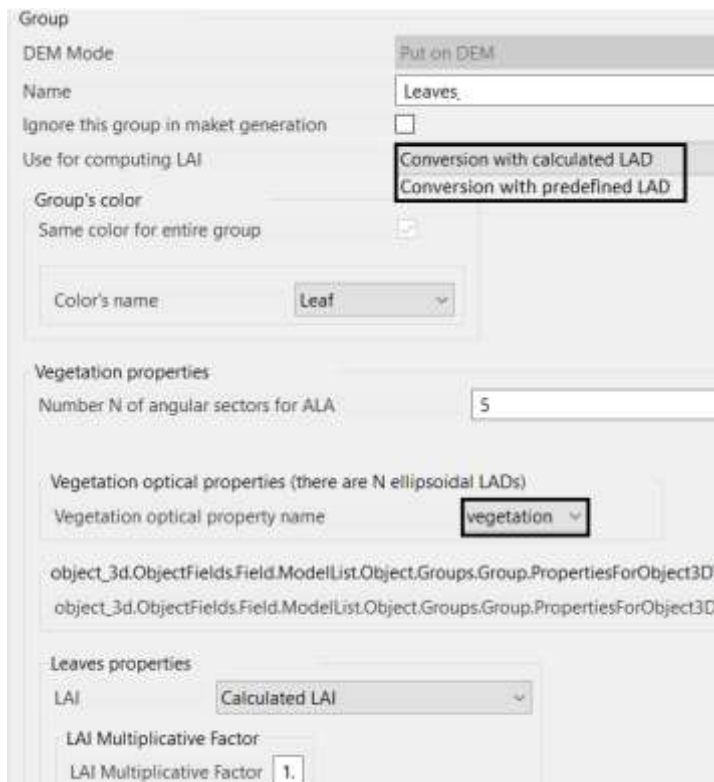 Group
DEM Mode Put on DEM
Name Leaves
Ignore this group in maket generation
Use for computing LAI Conversion with calculated LAD
Conversion with predefined LAD
Group's color
Same color for entire group
Color's name Leaf
Vegetation properties
Number N of angular sectors for ALA 5
Vegetation optical properties (there are N ellipsoidal LADs)
Vegetation optical property name vegetation
object_3d.ObjectFields.Field.ModelList.Object.Groups.Group.PropertiesForObject3D
object_3d.ObjectFields.Field.ModelList.Object.Groups.Group.PropertiesForObject3D
Leaves properties
LAI Calculated LAI
LAI Multiplicative Factor
LAI Multiplicative Factor 1.